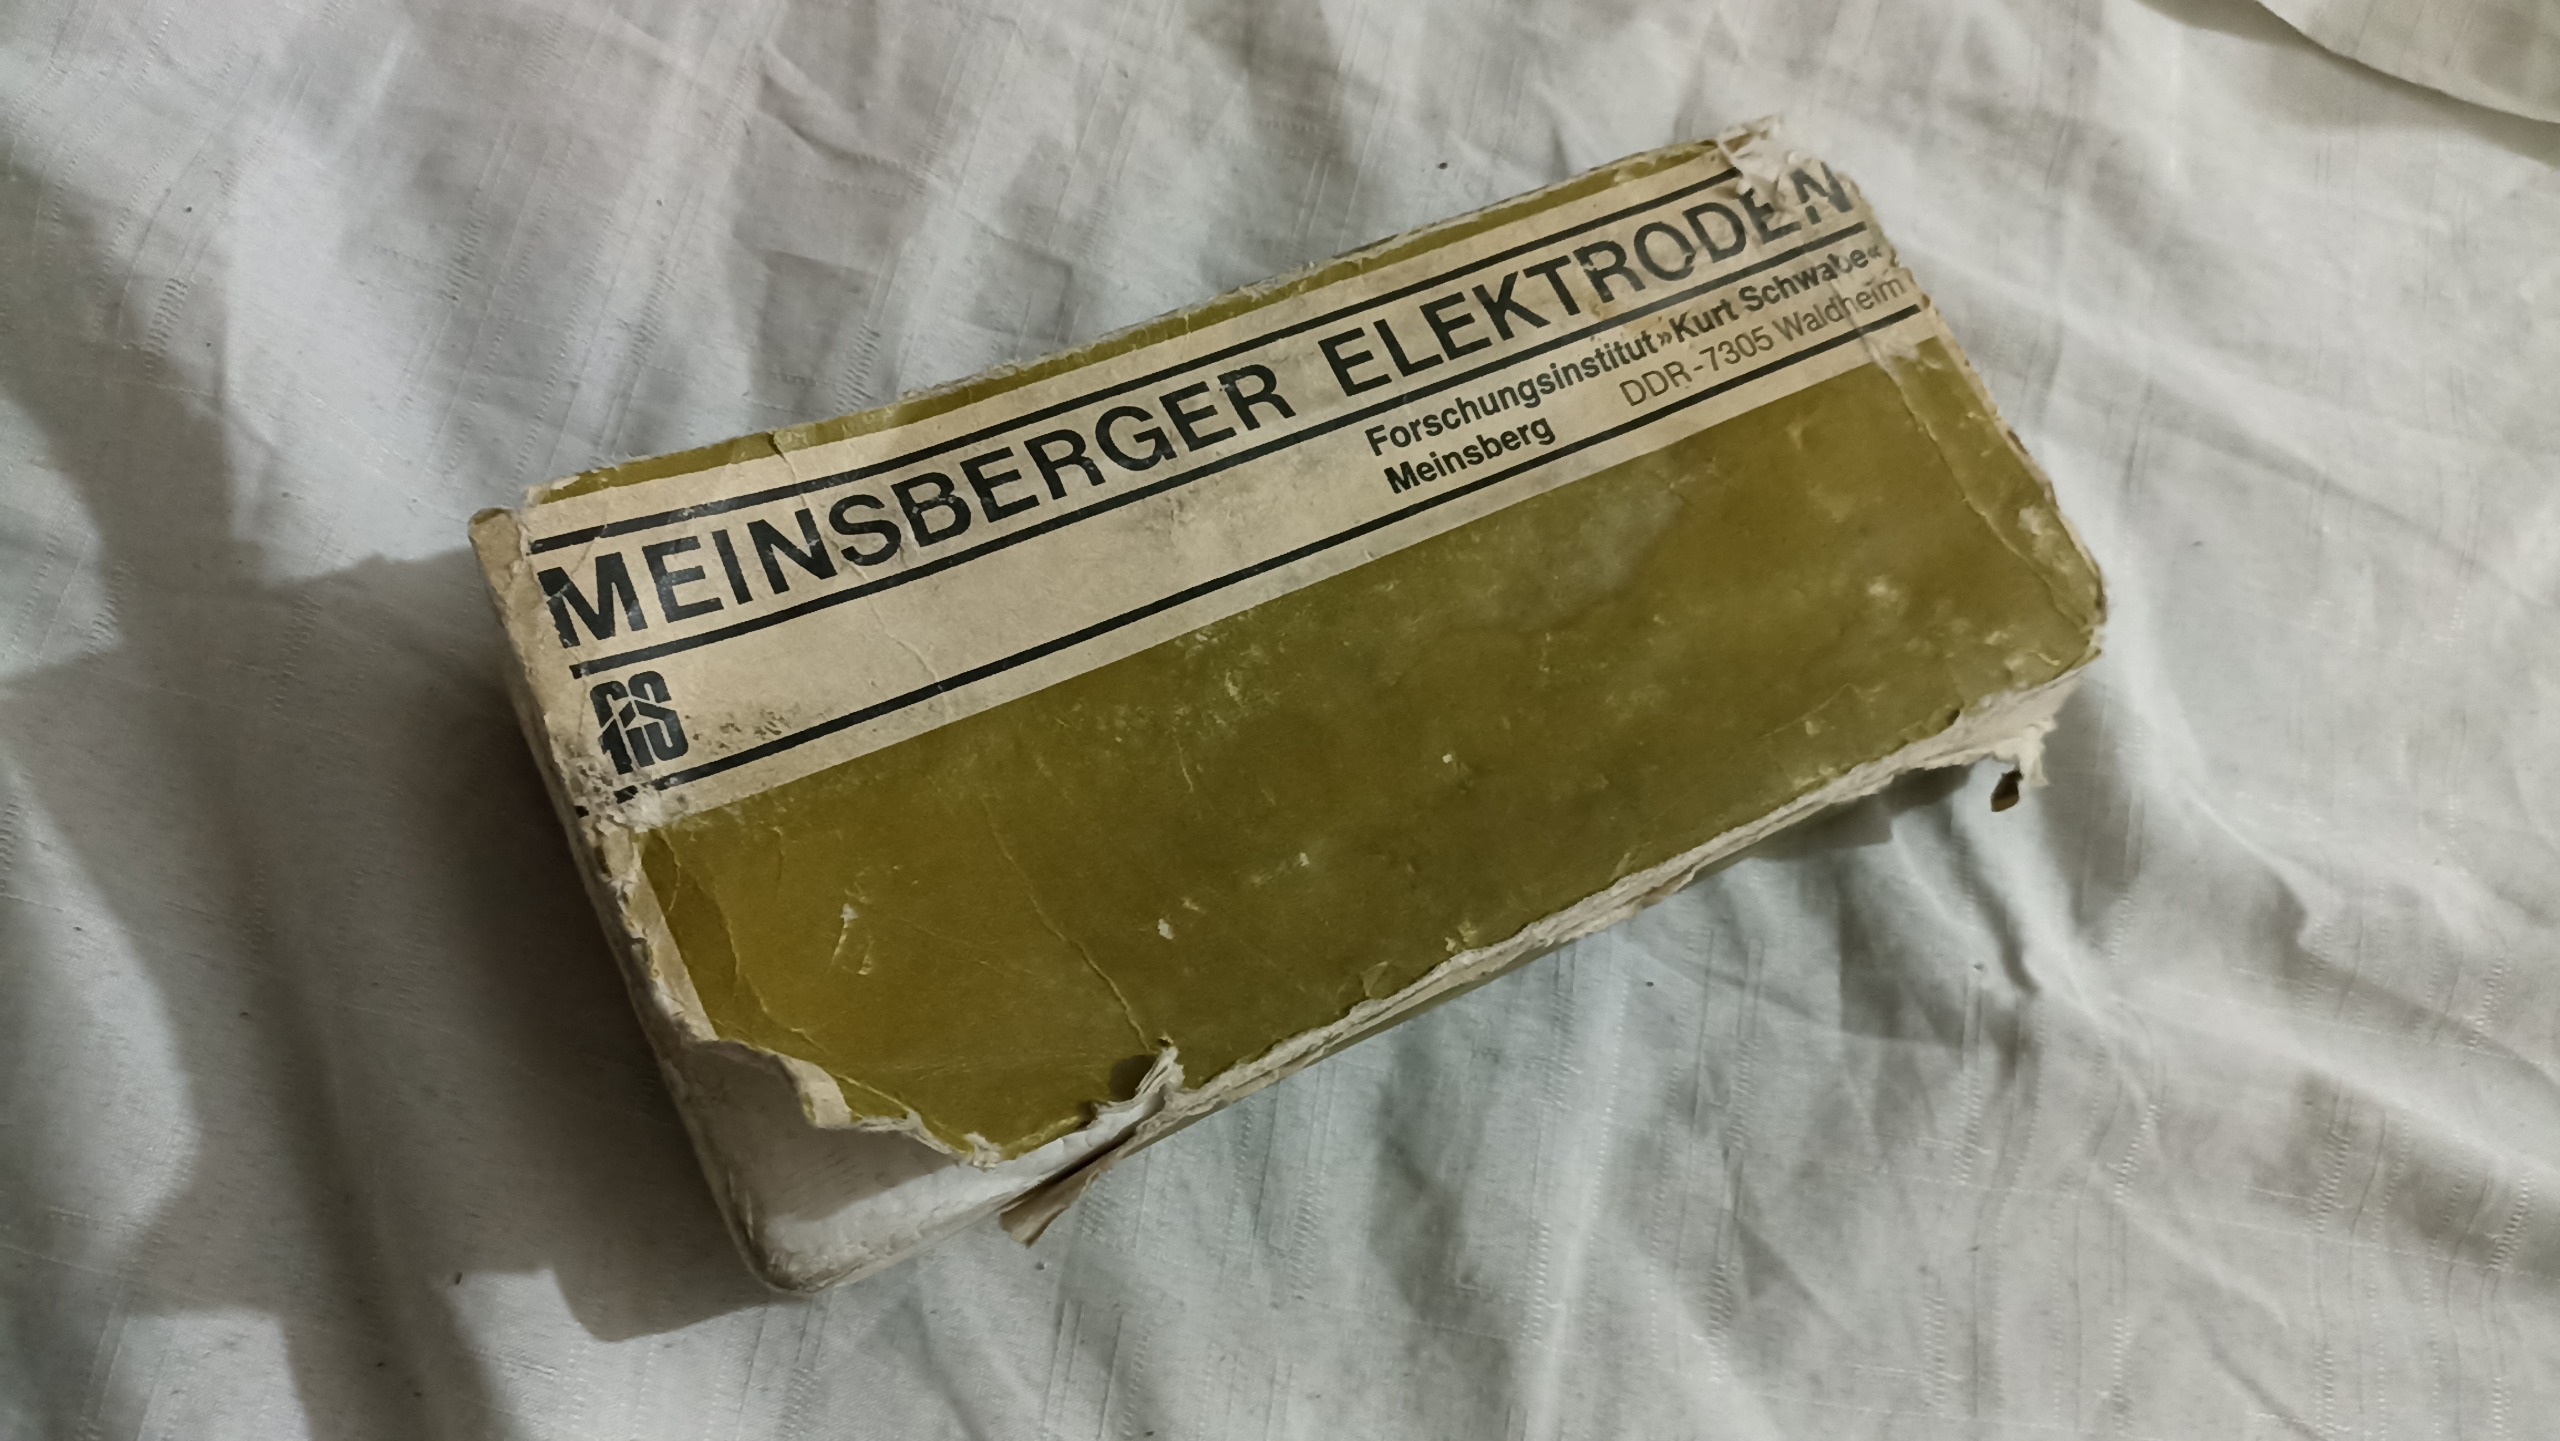 MEINSBERGER ELEKTRODEN
Forschungsinstitut »Kurt Schwabe«
Meinsberg DDR-7305 Waldheim